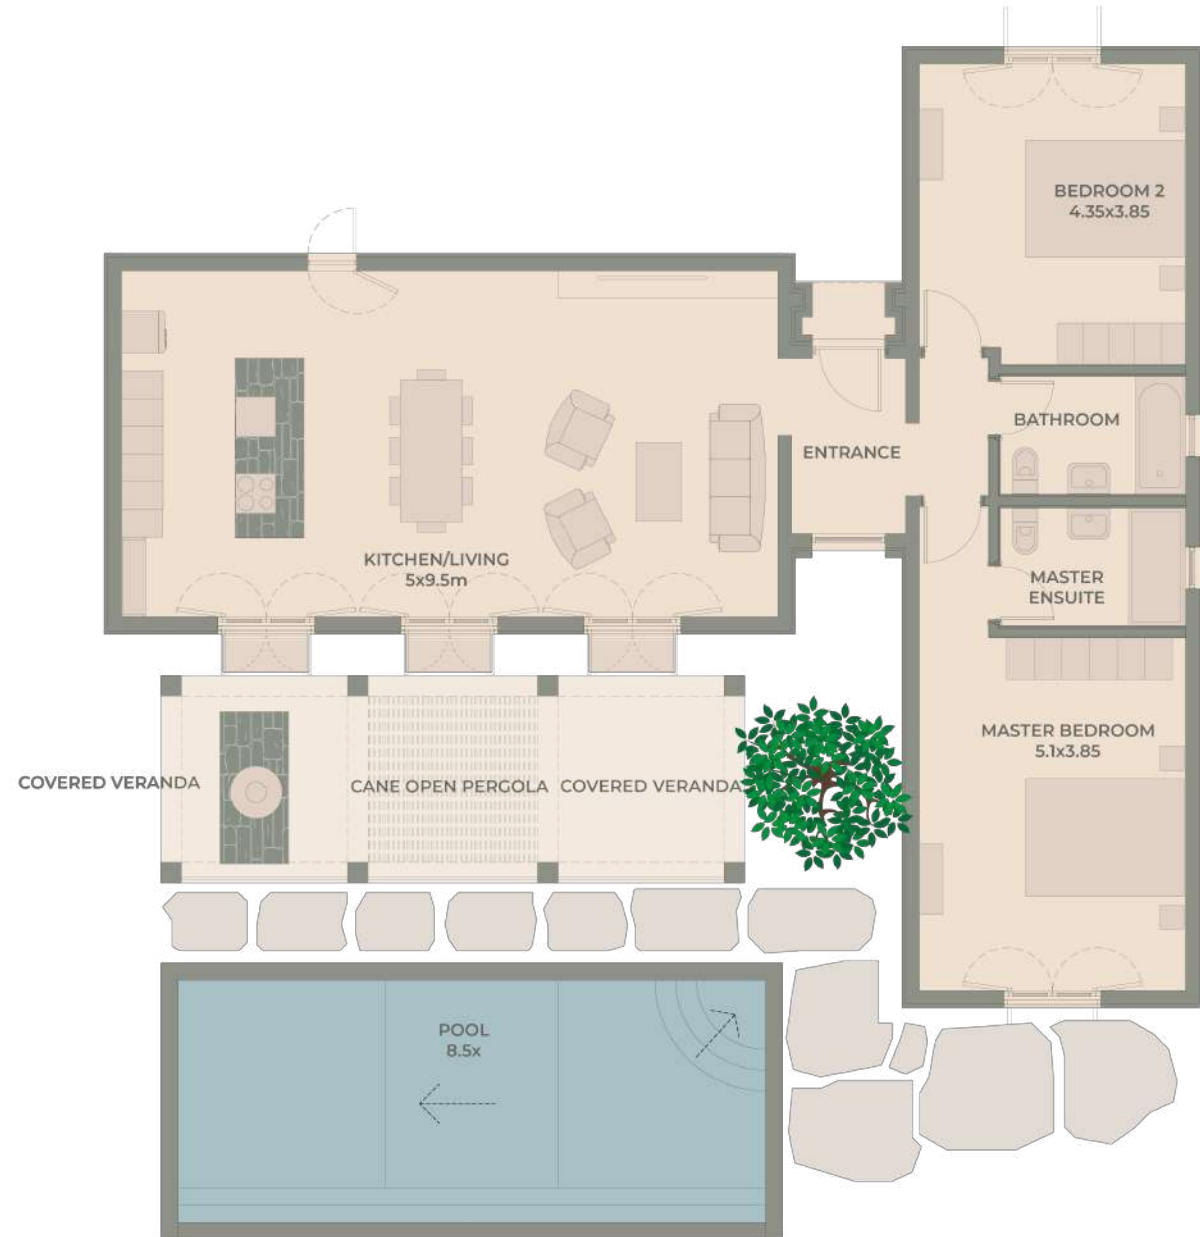 BEDROOM 2
4.35x3.85
BATHROOM
ENTRANCE
KITCHEN/LIVING
5x9.5m
MASTER
ENSUITE
MASTER BEDROOM
5.1x3.85
COVERED VERANDA
CANE OPEN PERGOLA
COVERED VERANDA
POOL
8.5x